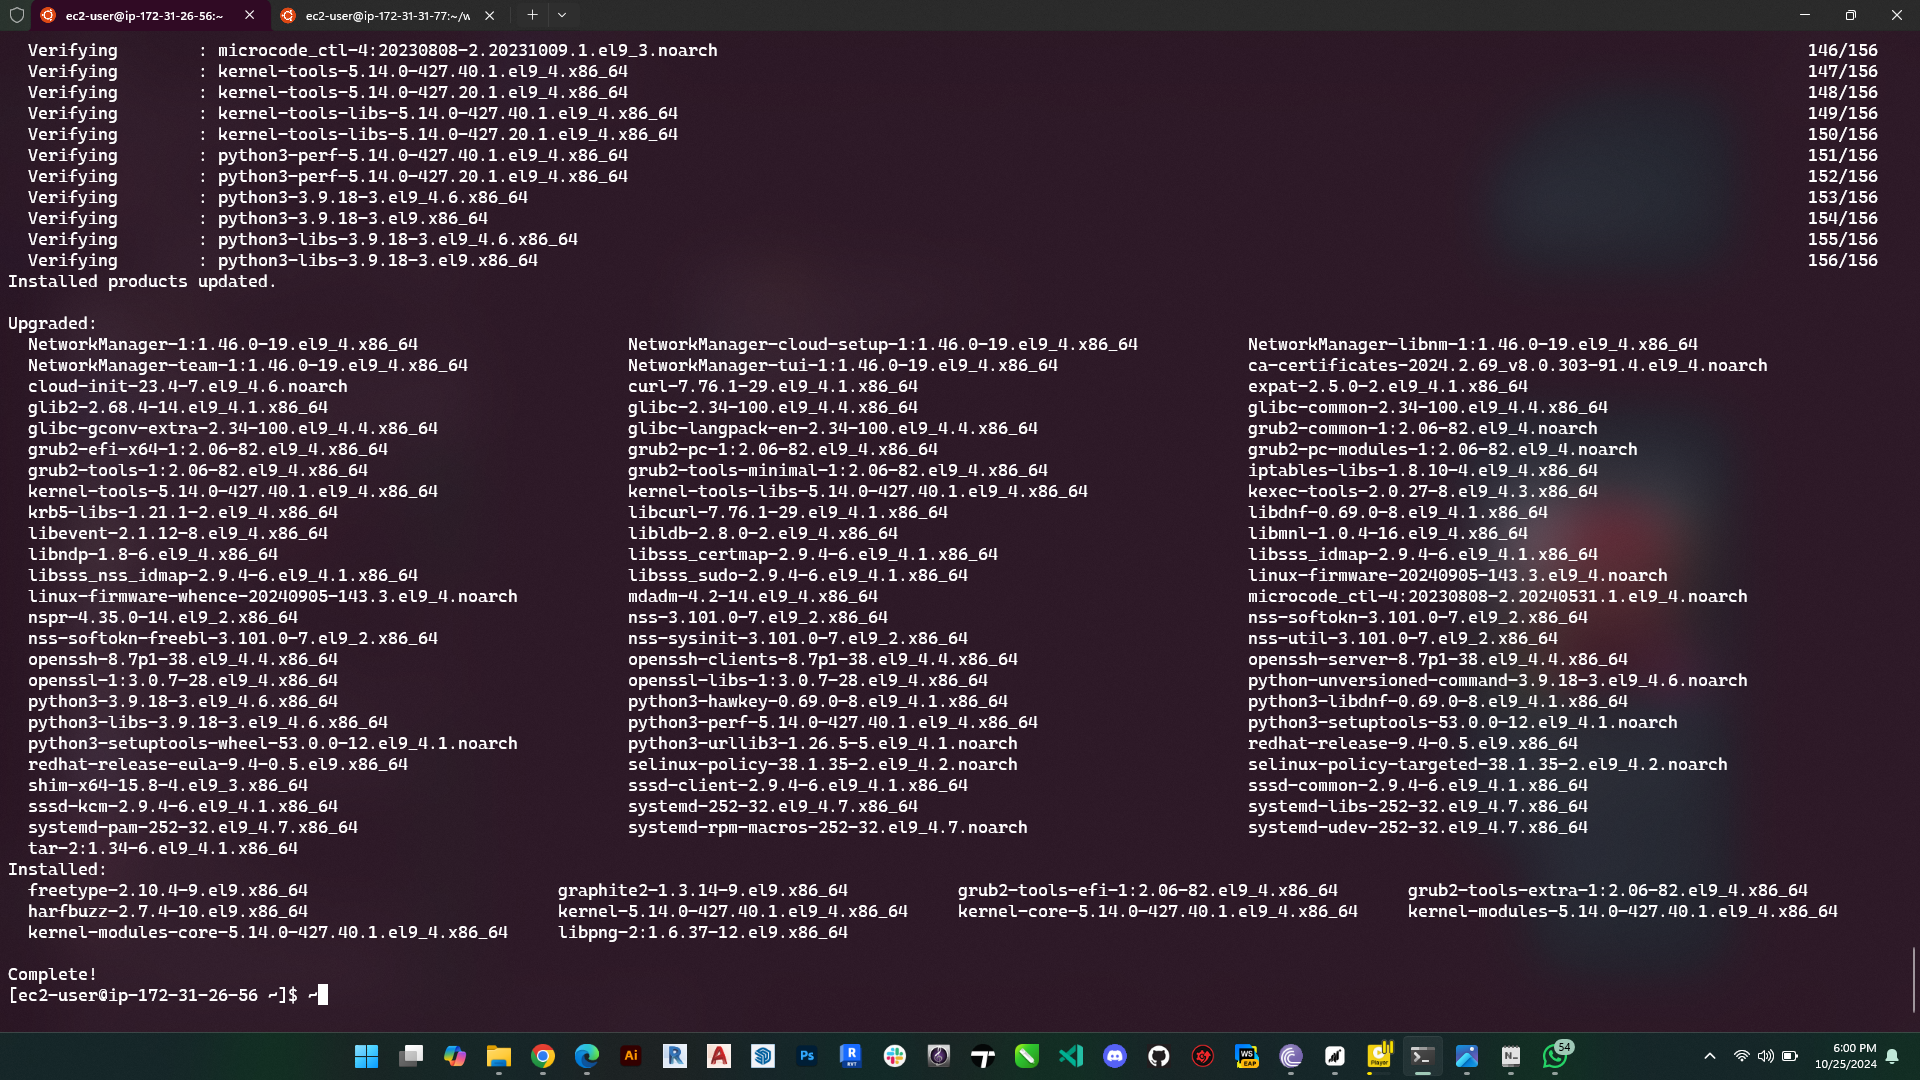 ec2-user@ip-172-31-26-56:~
ec2-user@ip-172-31-31-77:~/w
Verifying : microcode_ctl-4:20230808-2.20231009.1.el9_3.noarch 146/156
Verifying : kernel-tools-5.14.0-427.40.1.el9_4.x86_64 147/156
Verifying : kernel-tools-5.14.0-427.20.1.el9_4.x86_64 148/156
Verifying : kernel-tools-libs-5.14.0-427.40.1.el9_4.x86_64 149/156
Verifying : kernel-tools-libs-5.14.0-427.20.1.el9_4.x86_64 150/156
Verifying : python3-perf-5.14.0-427.40.1.el9_4.x86_64 151/156
Verifying : python3-perf-5.14.0-427.20.1.el9_4.x86_64 152/156
Verifying : python3-3.9.18-3.el9_4.6.x86_64 153/156
Verifying : python3-3.9.18-3.el9.x86_64 154/156
Verifying : python3-libs-3.9.18-3.el9_4.6.x86_64 155/156
Verifying : python3-libs-3.9.18-3.el9.x86_64 156/156
Installed products updated.
Upgraded:
NetworkManager-1:1.46.0-19.el9_4.x86_64 NetworkManager-cloud-setup-1:1.46.0-19.el9_4.x86_64 NetworkManager-libnm-1:1.46.0-19.el9_4.x86_64
NetworkManager-team-1:1.46.0-19.el9_4.x86_64 NetworkManager-tui-1:1.46.0-19.el9_4.x86_64 ca-certificates-2024.2.69_v8.0.303-91.4.el9_4.noarch
cloud-init-23.4-7.el9_4.6.noarch curl-7.76.1-29.el9_4.1.x86_64 expat-2.5.0-2.el9_4.1.x86_64
glib2-2.68.4-14.el9_4.1.x86_64 glibc-2.34-100.el9_4.4.x86_64 glibc-common-2.34-100.el9_4.4.x86_64
glibc-gconv-extra-2.34-100.el9_4.4.x86_64 glibc-langpack-en-2.34-100.el9_4.4.x86_64 grub2-common-1:2.06-82.el9_4.noarch
grub2-efi-x64-1:2.06-82.el9_4.x86_64 grub2-pc-1:2.06-82.el9_4.x86_64 grub2-pc-modules-1:2.06-82.el9_4.noarch
grub2-tools-1:2.06-82.el9_4.x86_64 grub2-tools-minimal-1:2.06-82.el9_4.x86_64 iptables-libs-1.8.10-4.el9_4.x86_64
kernel-tools-5.14.0-427.40.1.el9_4.x86_64 kernel-tools-libs-5.14.0-427.40.1.el9_4.x86_64 kexec-tools-2.0.27-8.el9_4.3.x86_64
krb5-libs-1.21.1-2.el9_4.x86_64 libcurl-7.76.1-29.el9_4.1.x86_64 libdnf-0.69.0-8.el9_4.1.x86_64
libevent-2.1.12-8.el9_4.x86_64 libldb-2.8.0-2.el9_4.x86_64 libmnl-1.0.4-16.el9_4.x86_64
libndp-1.8-6.el9_4.x86_64 libsss_certmap-2.9.4-6.el9_4.1.x86_64 libsss_idmap-2.9.4-6.el9_4.1.x86_64
libsss_nss_idmap-2.9.4-6.el9_4.1.x86_64 libsss_sudo-2.9.4-6.el9_4.1.x86_64 linux-firmware-20240905-143.3.el9_4.noarch
linux-firmware-whence-20240905-143.3.el9_4.noarch mdadm-4.2-14.el9_4.x86_64 microcode_ctl-4:20230808-2.20240531.1.el9_4.noarch
nspr-4.35.0-14.el9_2.x86_64 nss-3.101.0-7.el9_2.x86_64 nss-softokn-3.101.0-7.el9_2.x86_64
nss-softokn-freebl-3.101.0-7.el9_2.x86_64 nss-sysinit-3.101.0-7.el9_2.x86_64 nss-util-3.101.0-7.el9_2.x86_64
openssh-8.7p1-38.el9_4.4.x86_64 openssh-clients-8.7p1-38.el9_4.4.x86_64 openssh-server-8.7p1-38.el9_4.4.x86_64
openssl-1:3.0.7-28.el9_4.x86_64 openssl-libs-1:3.0.7-28.el9_4.x86_64 python-unversioned-command-3.9.18-3.el9_4.6.noarch
python3-3.9.18-3.el9_4.6.x86_64 python3-hawkey-0.69.0-8.el9_4.1.x86_64 python3-libdnf-0.69.0-8.el9_4.1.x86_64
python3-libs-3.9.18-3.el9_4.6.x86_64 python3-perf-5.14.0-427.40.1.el9_4.x86_64 python3-setuptools-53.0.0-12.el9_4.1.noarch
python3-setuptools-wheel-53.0.0-12.el9_4.1.noarch python3-urllib3-1.26.5-5.el9_4.1.noarch redhat-release-9.4-0.5.el9.x86_64
redhat-release-eula-9.4-0.5.el9.x86_64 selinux-policy-38.1.35-2.el9_4.2.noarch selinux-policy-targeted-38.1.35-2.el9_4.2.noarch
shim-x64-15.8-4.el9_3.x86_64 sssd-client-2.9.4-6.el9_4.1.x86_64 sssd-common-2.9.4-6.el9_4.1.x86_64
sssd-kcm-2.9.4-6.el9_4.1.x86_64 systemd-252-32.el9_4.7.x86_64 systemd-libs-252-32.el9_4.7.x86_64
systemd-pam-252-32.el9_4.7.x86_64 systemd-rpm-macros-252-32.el9_4.7.noarch systemd-udev-252-32.el9_4.7.x86_64
tar-2:1.34-6.el9_4.1.x86_64
Installed:
freetype-2.10.4-9.el9.x86_64 graphite2-1.3.14-9.el9.x86_64 grub2-tools-efi-1:2.06-82.el9_4.x86_64 grub2-tools-extra-1:2.06-82.el9_4.x86_64
harfbuzz-2.7.4-10.el9.x86_64 kernel-5.14.0-427.40.1.el9_4.x86_64 kernel-core-5.14.0-427.40.1.el9_4.x86_64 kernel-modules-5.14.0-427.40.1.el9_4.x86_64
kernel-modules-core-5.14.0-427.40.1.el9_4.x86_64 libpng-2:1.6.37-12.el9.x86_64
Complete!
[ec2-user@ip-172-31-26-56 ~]$ ~
Ai
R
A
Ps
R
RVT
WS
EAP
Player
N
54
6:00 PM
10/25/2024